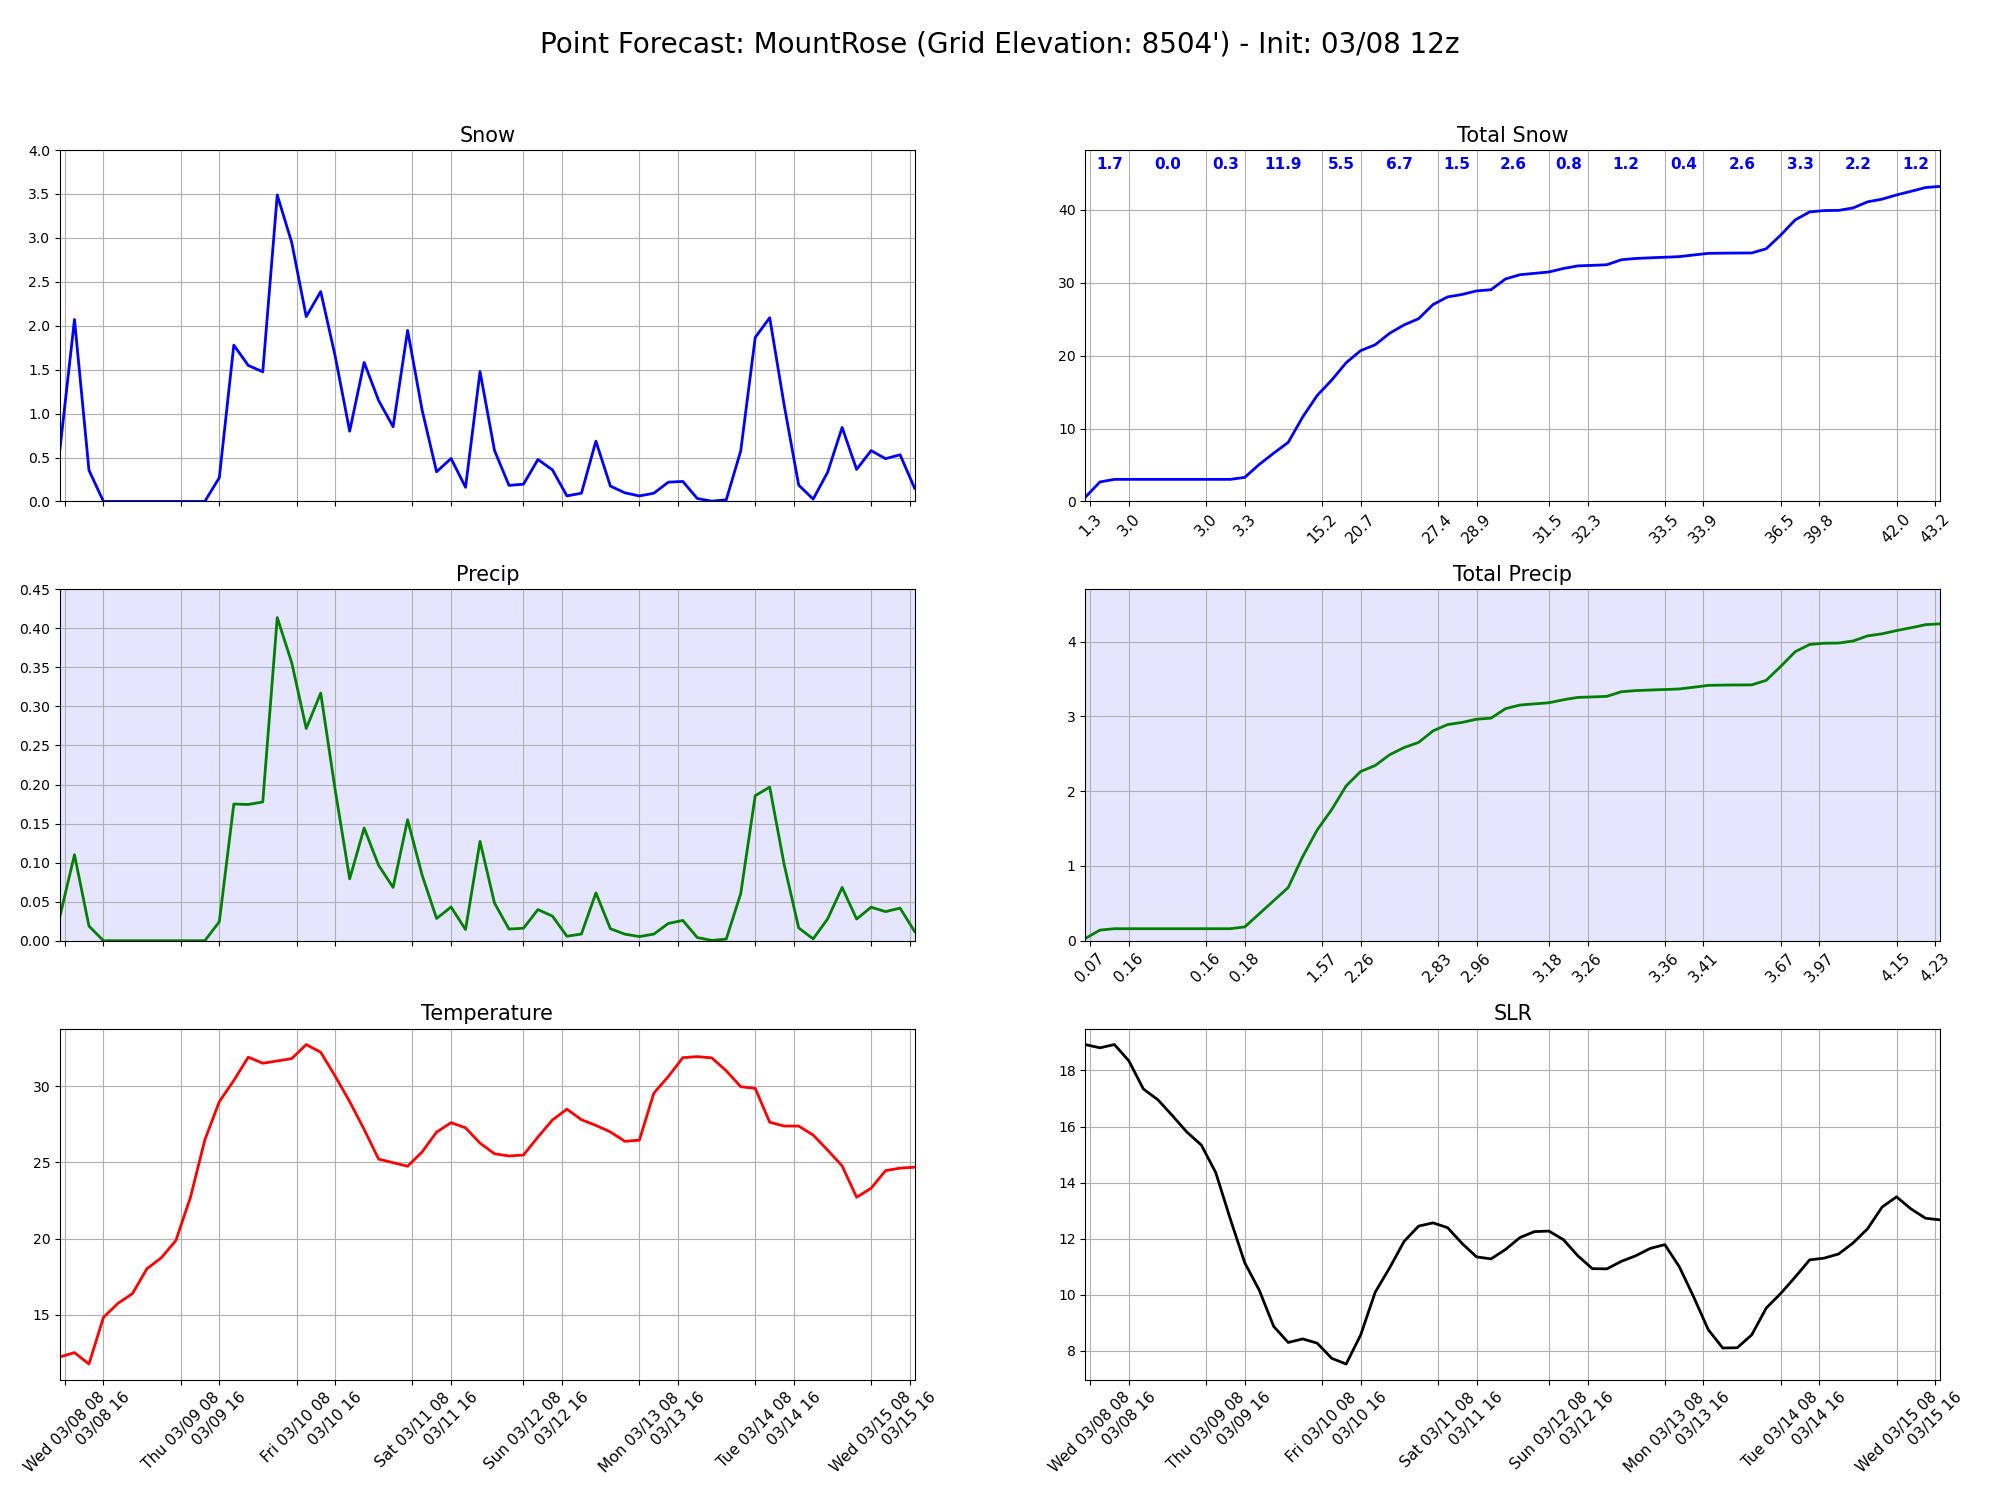 Point Forecast: MountRose (Grid Elevation: 8504') - Init: 03/08 12z
Snow
4.0
3.5
3.0
2.5
2.0
1.5
1.0
0.5
0.0
Total Snow
1.7 0.0 0.3 11.9 5.5 6.7 1.5 2.6 0.8 1.2 0.4 2.6 3.3 2.2 1.2
40
30
20
10
0
1.3 3.0 3.0 3.3 15.2 20.7 27.4 28.9 31.5 32.3 33.5 33.9 36.5 39.8 42.0 43.2
Precip
0.45
0.40
0.35
0.30
0.25
0.20
0.15
0.10
0.05
0.00
Total Precip
4
3
2
1
0
0.07 0.16 0.16 0.18 1.57 2.26 2.83 2.96 3.18 3.26 3.36 3.41 3.67 3.97 4.15 4.23
Temperature
30
25
20
15
Wed 03/08 08
03/08 16
Thu 03/09 08
03/09 16
Fri 03/10 08
03/10 16
Sat 03/11 08
03/11 16
Sun 03/12 08
03/12 16
Mon 03/13 08
03/13 16
Tue 03/14 08
03/14 16
Wed 03/15 08
03/15 16
SLR
18
16
14
12
10
8
Wed 03/08 08
03/08 16
Thu 03/09 08
03/09 16
Fri 03/10 08
03/10 16
Sat 03/11 08
03/11 16
Sun 03/12 08
03/12 16
Mon 03/13 08
03/13 16
Tue 03/14 08
03/14 16
Wed 03/15 08
03/15 16